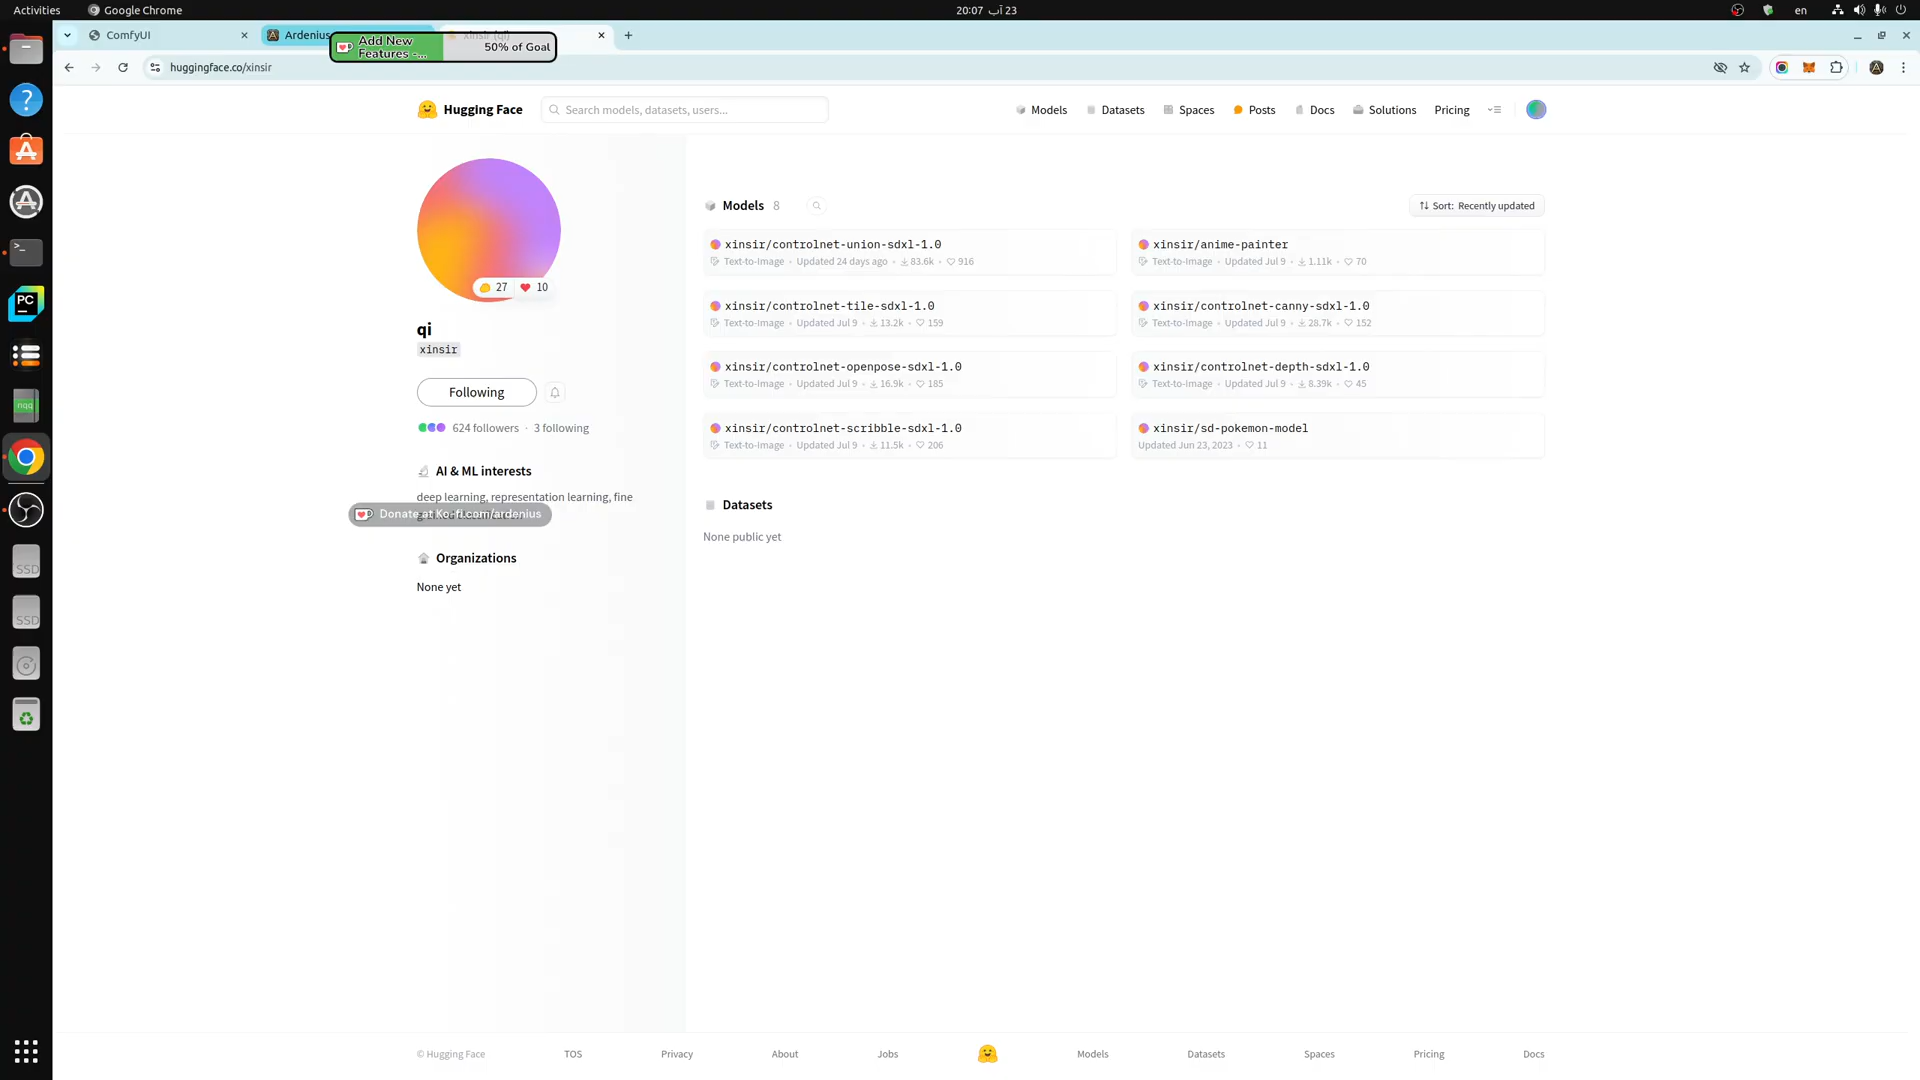 Activities
Google Chrome
23 آب 20:07
en
ComfyUI
Ardenius
Add New
Features -...
50% of Goal
xinsir (qi)
huggingface.co/xinsir
Hugging Face
Search models, datasets, users...
Models
Datasets
Spaces
Posts
Docs
Solutions
Pricing
27
10
qi
xinsir
Following
624 followers · 3 following
AI & ML interests
deep learning, representation learning, fine
Donate at Ko-fi.com/ardenius
Organizations
None yet
Models 8
Sort: Recently updated
xinsir/controlnet-union-sdxl-1.0
Text-to-Image • Updated 24 days ago • 83.6k • 916
xinsir/anime-painter
Text-to-Image • Updated Jul 9 • 1.11k • 70
xinsir/controlnet-tile-sdxl-1.0
Text-to-Image • Updated Jul 9 • 13.2k • 159
xinsir/controlnet-canny-sdxl-1.0
Text-to-Image • Updated Jul 9 • 28.7k • 152
xinsir/controlnet-openpose-sdxl-1.0
Text-to-Image • Updated Jul 9 • 16.9k • 185
xinsir/controlnet-depth-sdxl-1.0
Text-to-Image • Updated Jul 9 • 8.39k • 45
xinsir/controlnet-scribble-sdxl-1.0
Text-to-Image • Updated Jul 9 • 11.5k • 206
xinsir/sd-pokemon-model
Updated Jun 23, 2023 • 11
Datasets
None public yet
PC
nqq
SSD
SSD
© Hugging Face
TOS
Privacy
About
Jobs
Models
Datasets
Spaces
Pricing
Docs